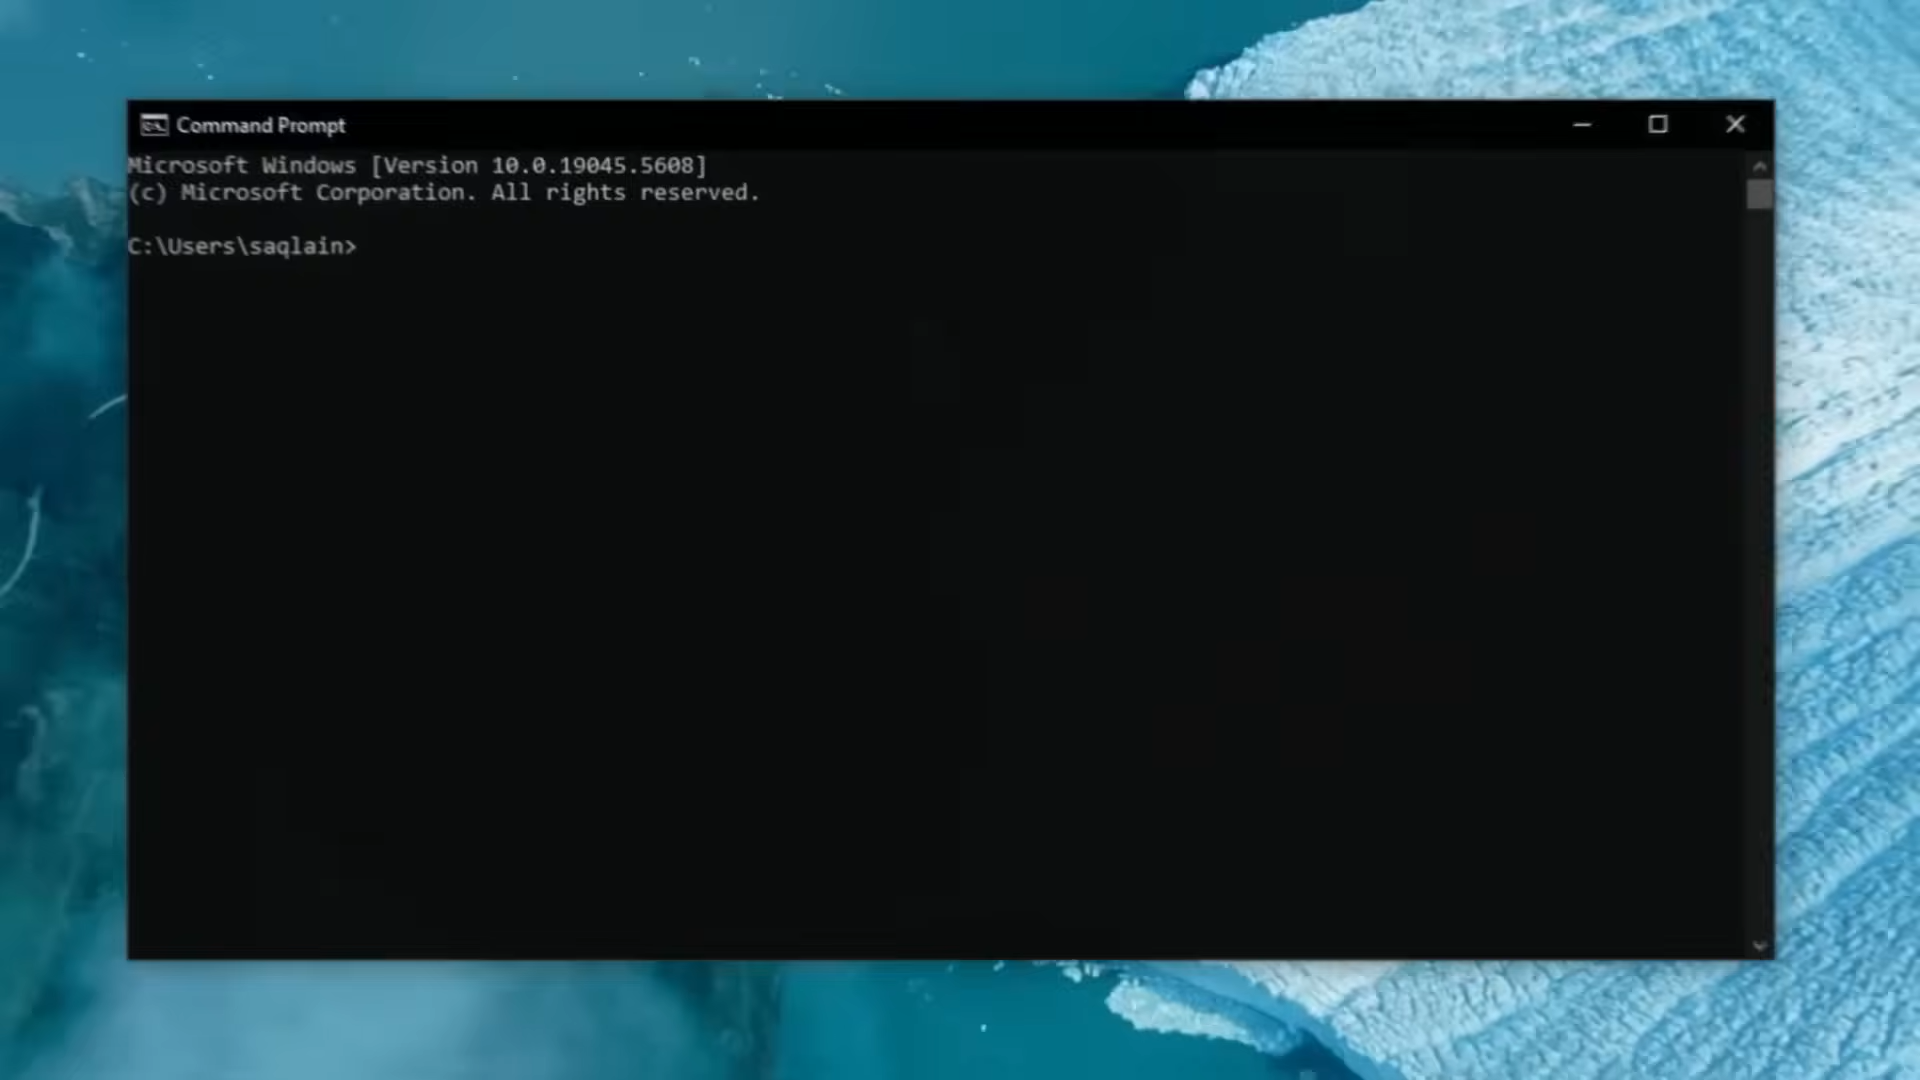 Command Prompt
Microsoft Windows [Version 10.0.19045.5608]
(c) Microsoft Corporation. All rights reserved.
C:\Users\saqlain>